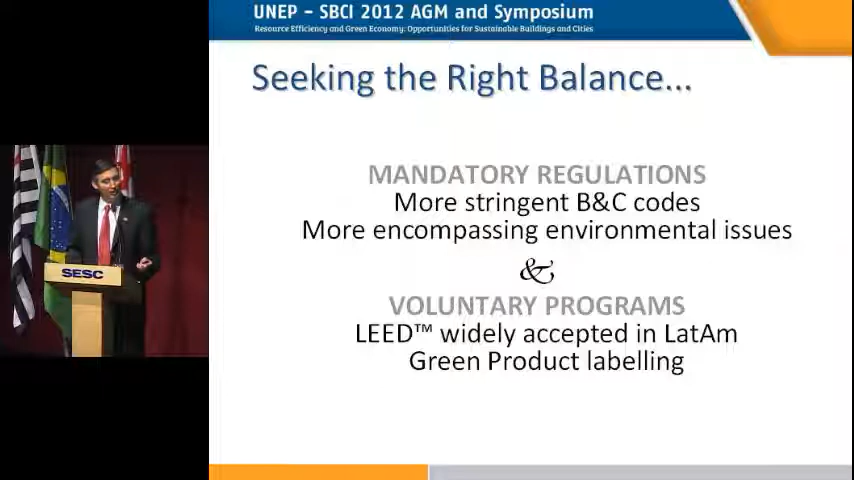 UNEP – SBCI 2012 AGM and Symposium
Resource Efficiency and Green Economy: Opportunities for Sustainable Buildings and Cities
Seeking the Right Balance...
MANDATORY REGULATIONS
More stringent B&C codes
More encompassing environmental issues
&
VOLUNTARY PROGRAMS
LEED™ widely accepted in LatAm
Green Product labelling
SESC